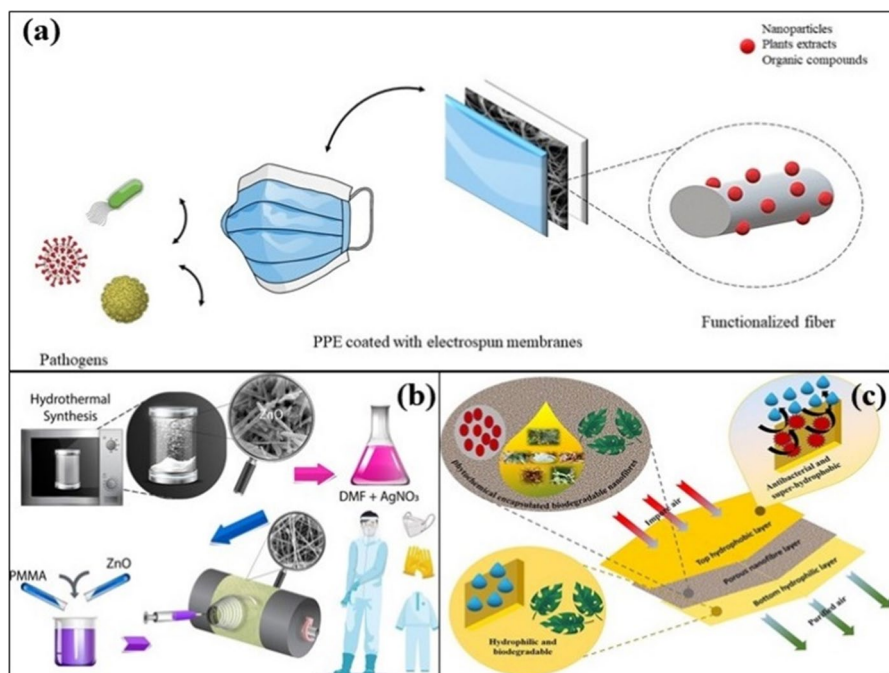 (a)
Nanoparticles
Plants extracts
Organic compounds
Pathogens
PPE coated with electrospun membranes
Functionalized fiber
(b)
Hydrothermal
Synthesis
ZnO
DMF + AgNO₃
PMMA
ZnO
(c)
phytochemical encapsulated biodegradable nanofibres
Antibacterial and
super-hydrophobic
Impure air
Top hydrophobic layer
Porous nanofibre layer
Bottom hydrophilic layer
Purified air
Hydrophilic and
biodegradable